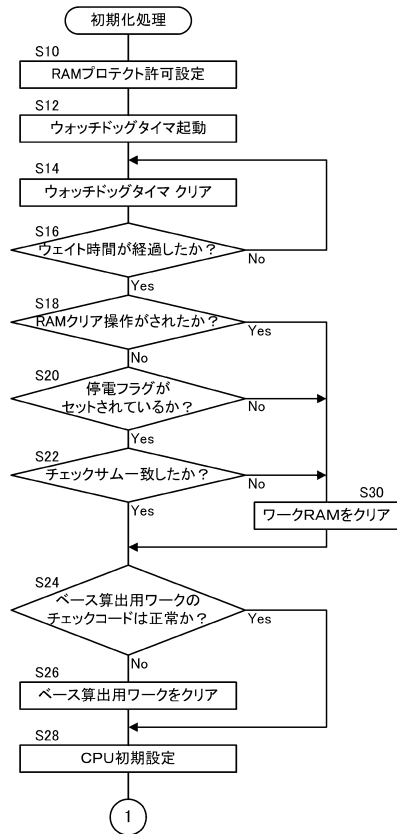 初期化処理
S10
RAMプロテクト許可設定
S12
ウォッチドッグタイマ起動
S14
ウォッチドッグタイマ クリア
S16
ウェイト時間が経過したか？
No
Yes
S18
RAMクリア操作がされたか？
Yes
No
S20
停電フラグが
セットされているか？
No
Yes
S22
チェックサム一致したか？
No
Yes
S30
ワークRAMをクリア
S24
ベース算出用ワークの
チェックコードは正常か？
Yes
No
S26
ベース算出用ワークをクリア
S28
CPU初期設定
1